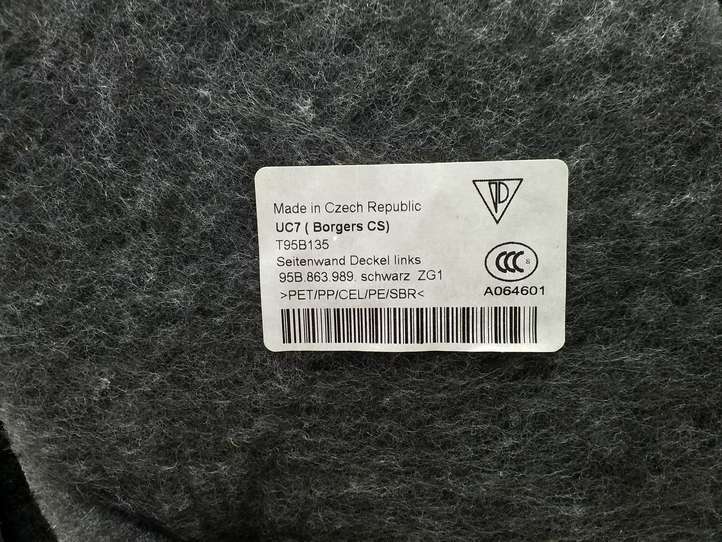 Made in Czech Republic
UC7 ( Borgers CS)
T95B135
Seitenwand Deckel links
95B.863.989. schwarz ZG1
>PET/PP/CEL/PE/SBR<
CCC S
A064601